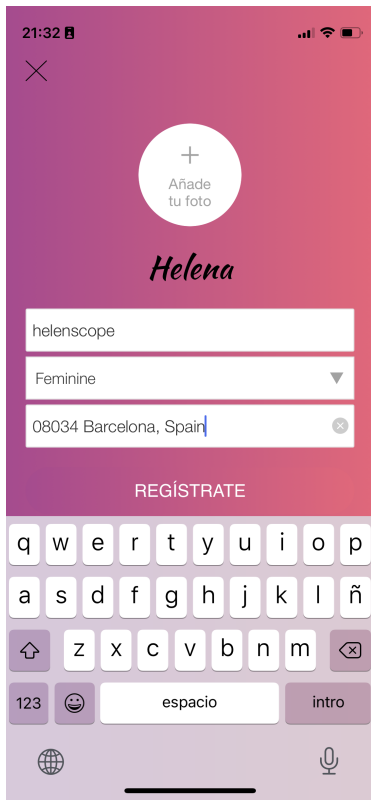 21:32
Añade
tu foto
Helena
helenscope
Feminine
08034 Barcelona, Spain
REGÍSTRATE
q w e r t y u i o p
a s d f g h j k l ñ
z x c v b n m
123 espacio intro